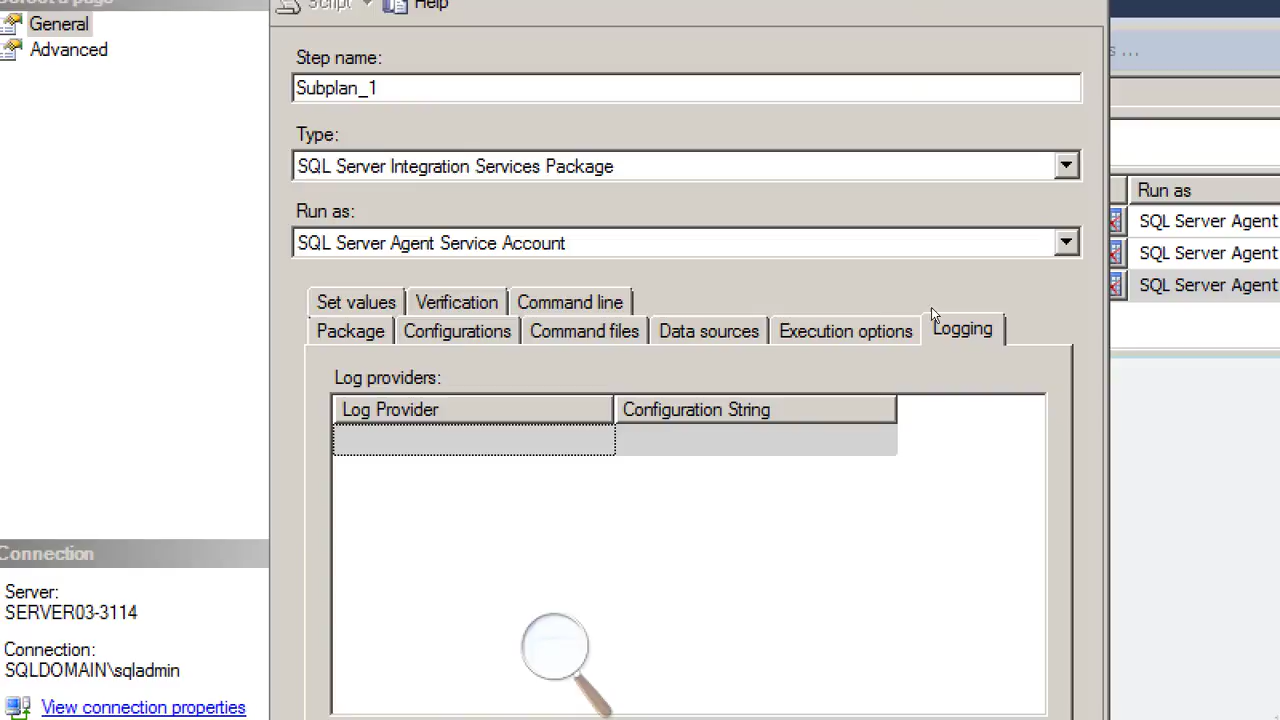 Select a page
General
Advanced
Script
Help
Step name:
Subplan_1
Type:
SQL Server Integration Services Package
Run as:
SQL Server Agent Service Account
Set values
Verification
Command line
Package
Configurations
Command files
Data sources
Execution options
Logging
Log providers:
Log Provider
Configuration String
Connection
Server:
SERVER03-3114
Connection:
SQLDOMAIN\sqladmin
View connection properties
s ...
Run as
SQL Server Agent
SQL Server Agent
SQL Server Agent